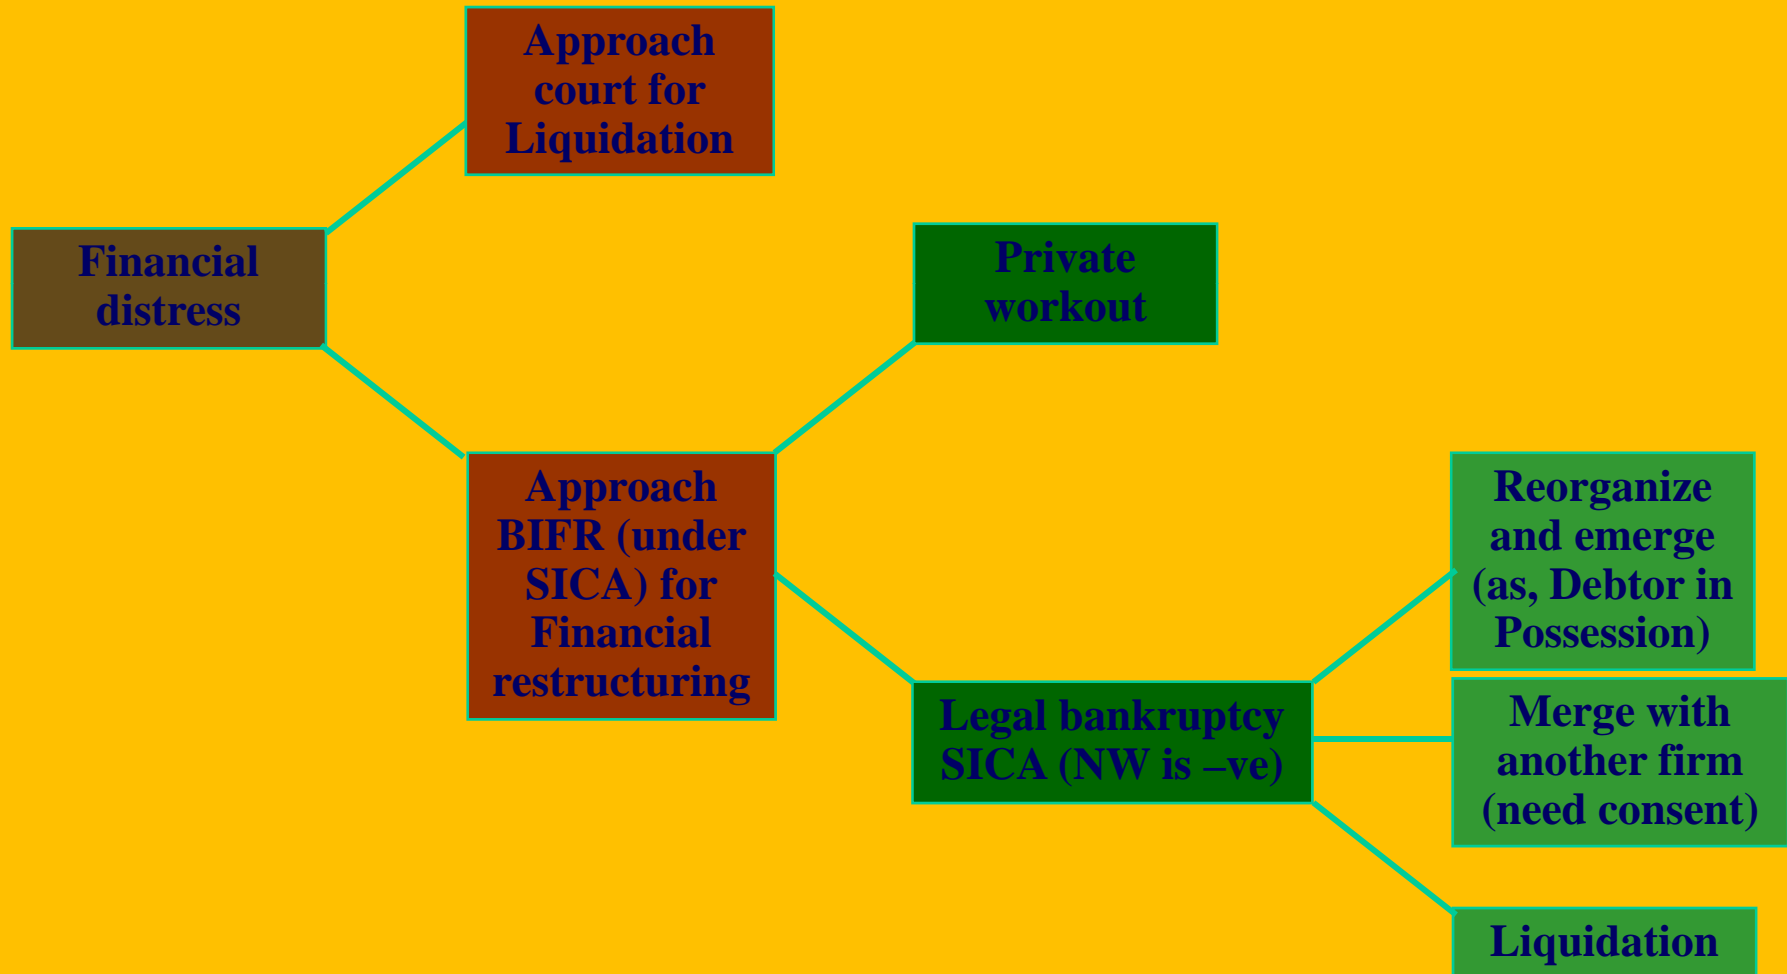 Approach
court for
Liquidation
Financial
distress
Private
workout
Approach
BIFR (under
SICA) for
Financial
restructuring
Reorganize
and emerge
(as, Debtor in
Possession)
Legal bankruptcy
SICA (NW is –ve)
Merge with
another firm
(need consent)
Liquidation